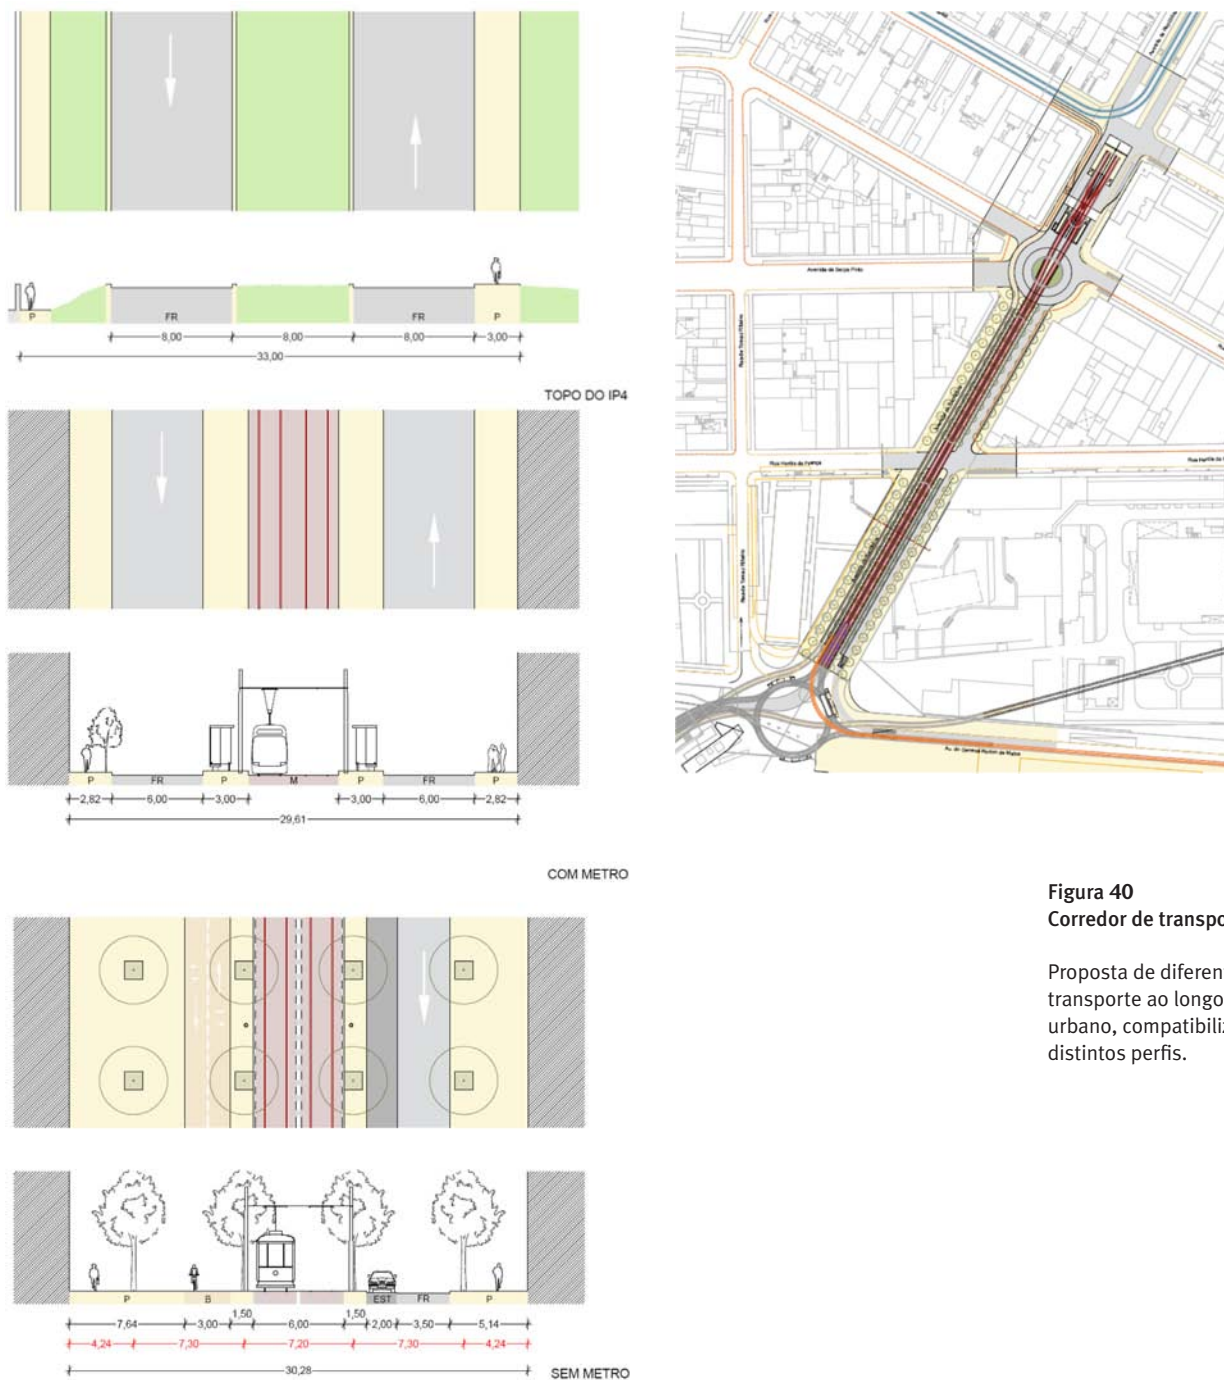 P
FR
FR
P
8,00
8,00
8,00
3,00
33,00
TOPO DO IP4
P
FR
P
M
P
FR
P
2,82
6,00
3,00
3,00
6,00
2,82
29,61
COM METRO
P
B
EST
FR
P
1,50
1,50
7,64
3,00
6,00
2,00
3,50
5,14
4,24
7,30
7,20
7,30
4,24
30,28
SEM METRO
Avenida de Serpa Pinto
Figura 40
Corredor de transpo
Proposta de diferen
transporte ao longo
urbano, compatibiliz
distintos perfis.